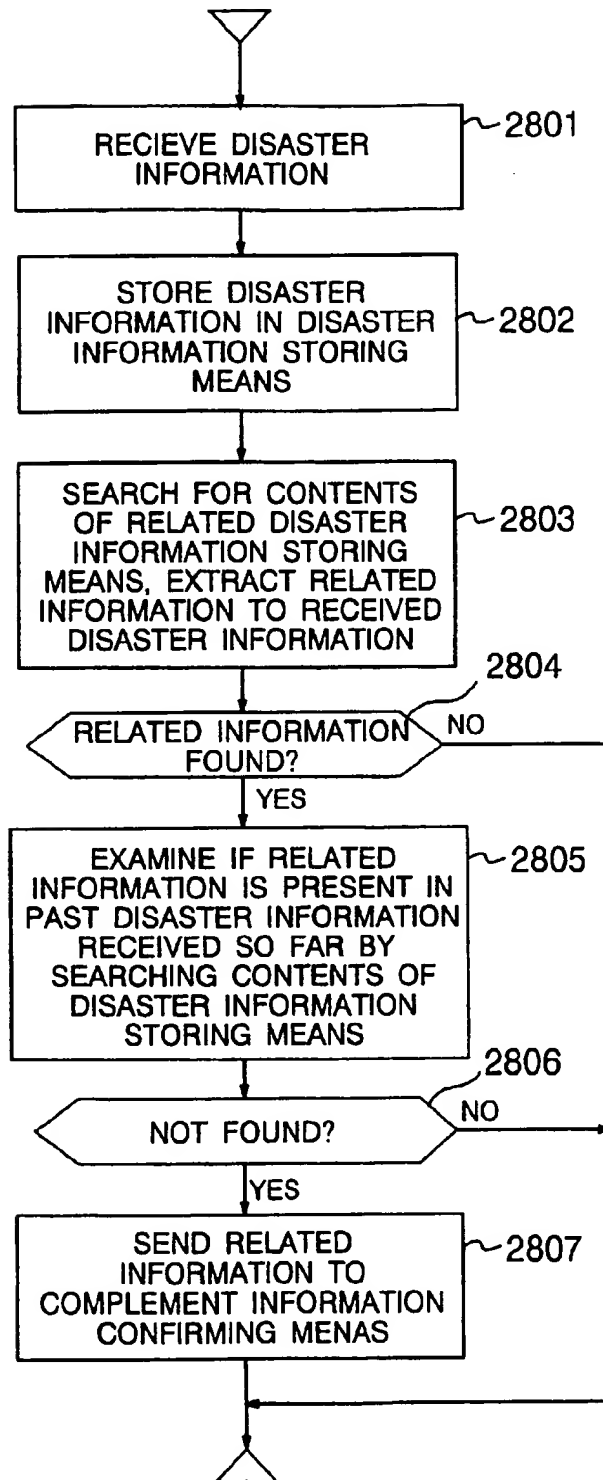 RECIEVE DISASTER
INFORMATION
2801
STORE DISASTER
INFORMATION IN DISASTER
INFORMATION STORING
MEANS
2802
SEARCH FOR CONTENTS
OF RELATED DISASTER
INFORMATION STORING
MEANS, EXTRACT RELATED
INFORMATION TO RECEIVED
DISASTER INFORMATION
2803
2804
RELATED INFORMATION
FOUND?
NO
YES
EXAMINE IF RELATED
INFORMATION IS PRESENT IN
PAST DISASTER INFORMATION
RECEIVED SO FAR BY
SEARCHING CONTENTS OF
DISASTER INFORMATION
STORING MEANS
2805
2806
NOT FOUND?
NO
YES
SEND RELATED
INFORMATION TO
COMPLEMENT INFORMATION
CONFIRMING MENAS
2807